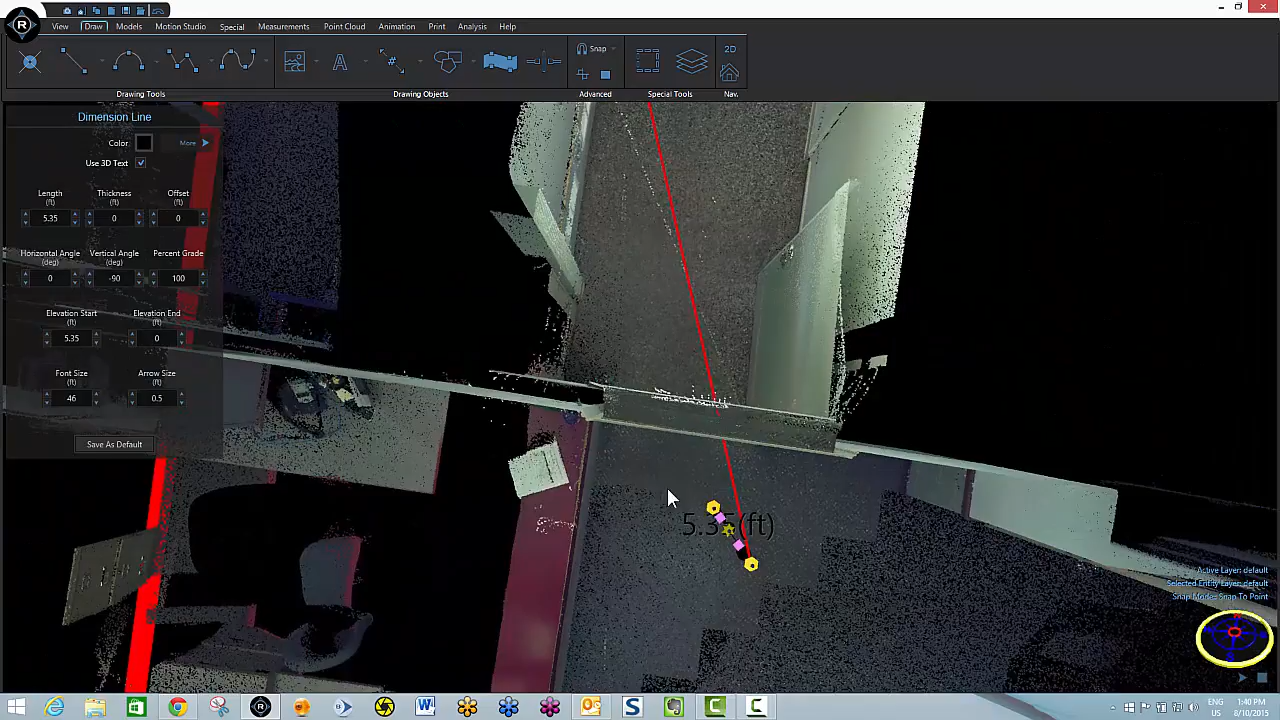 R
View Draw Models Motion Studio Special Measurements Point Cloud Animation Print Analysis Help
Snap
2D
Drawing Tools Drawing Objects Advanced Special Tools Nav.
Dimension Line
Color: More
Use 3D Text
Length (ft) Thickness (ft) Offset (ft)
5.35 0 0
Horizontal Angle (deg) Vertical Angle (deg) Percent Grade
0 -90 100
Elevation Start (ft) Elevation End (ft)
5.35 0
Font Size (ft) Arrow Size (ft)
46 0.5
Save As Default
5.35(ft)
Active Layer: default
Selected Entity Layer: default
Snap Mode: Snap To Point
ENG 1:40 PM
US 8/10/2015